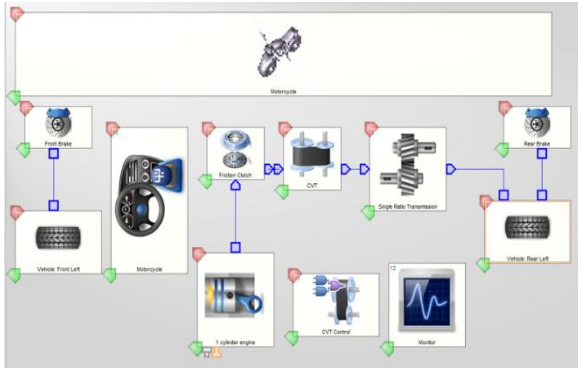 Motorcycle
Front Brake
Rear Brake
Motorcycle
Friction Clutch
CVT
Single Ratio Transmission
Vehicle: Front Left
Vehicle: Rear Left
1 cylinder engine
CVT Control
12
Monitor